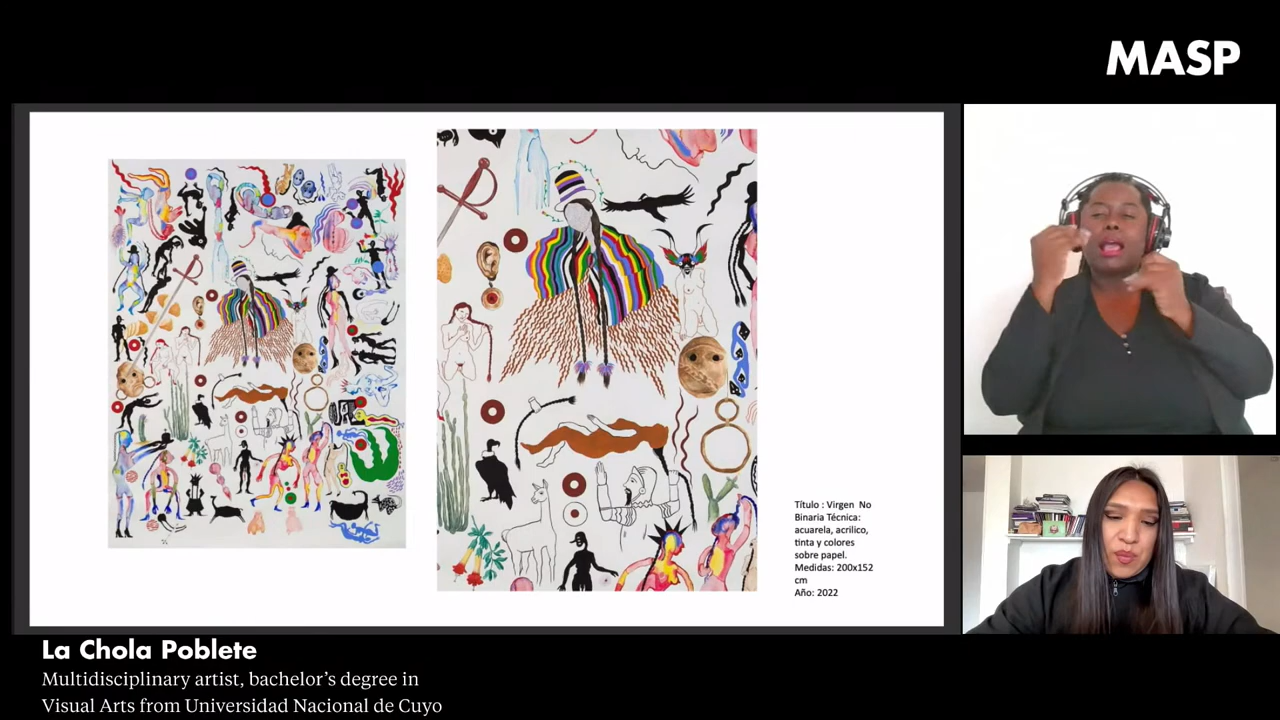 MASP
Título : Virgen No
Binaria Técnica:
acuarela, acrilico,
tinta y colores
sobre papel.
Medidas: 200x152
cm
Año: 2022
La Chola Poblete
Multidisciplinary artist, bachelor's degree in
Visual Arts from Universidad Nacional de Cuyo